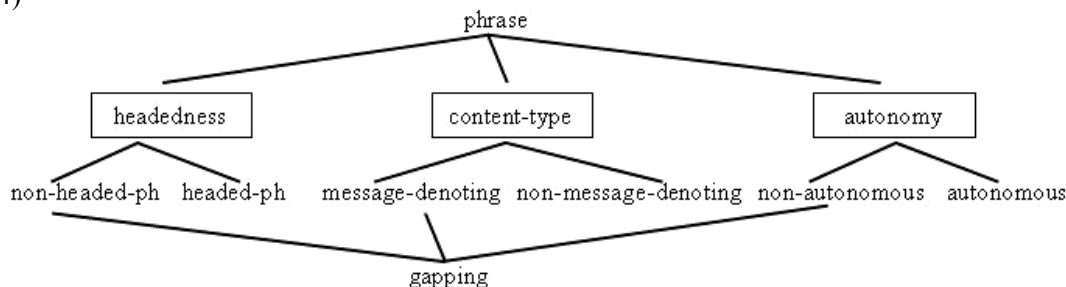 phrase
headedness content-type autonomy
non-headed-ph headed-ph message-denoting non-message-denoting non-autonomous autonomous
gapping